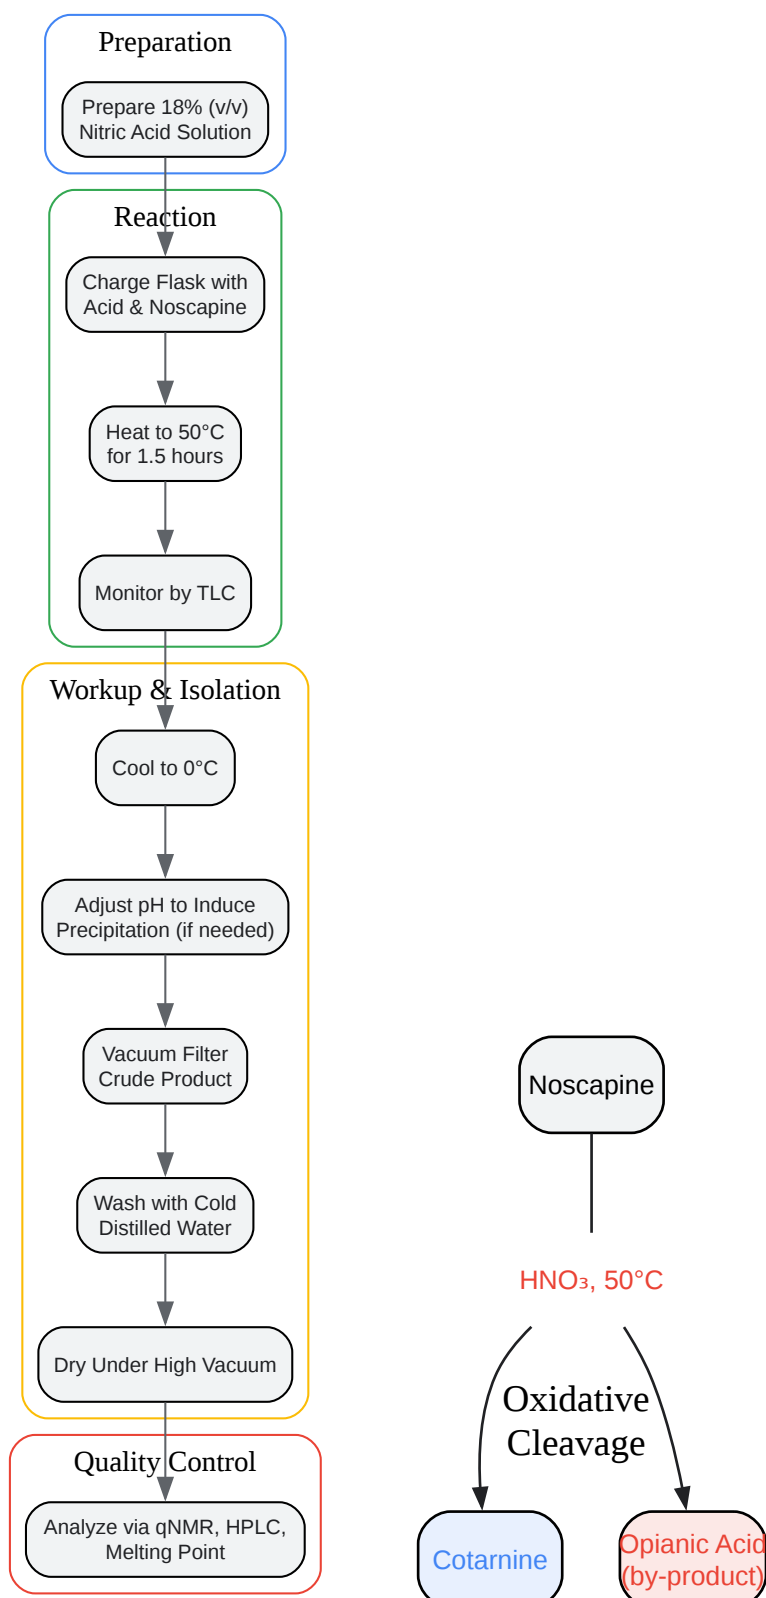 Preparation
Prepare 18% (v/v)
Nitric Acid Solution
Reaction
Charge Flask with
Acid & Noscapine
Heat to 50°C
for 1.5 hours
Monitor by TLC
Workup & Isolation
Cool to 0°C
Adjust pH to Induce
Precipitation (if needed)
Vacuum Filter
Crude Product
Wash with Cold
Distilled Water
Dry Under High Vacuum
Quality Control
Analyze via qNMR, HPLC,
Melting Point
Noscapine
HNO₃, 50°C
Oxidative
Cleavage
Cotarnine
Opianic Acid
(by-product)